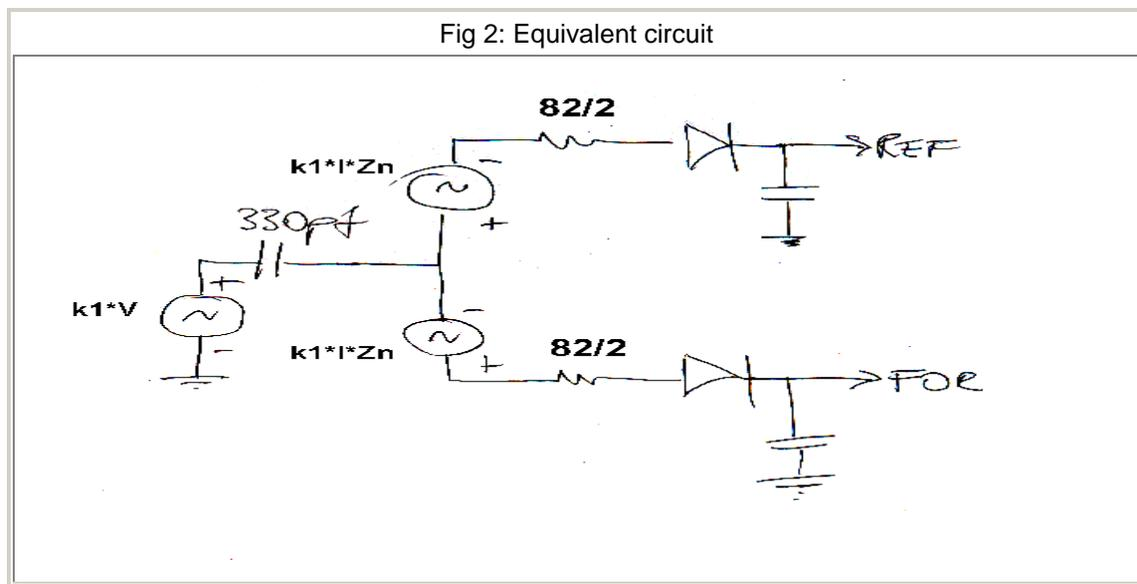 Fig 2: Equivalent circuit
82/2
k1*I*Zn
REF
330pf
k1*V
k1*I*Zn
82/2
FOR